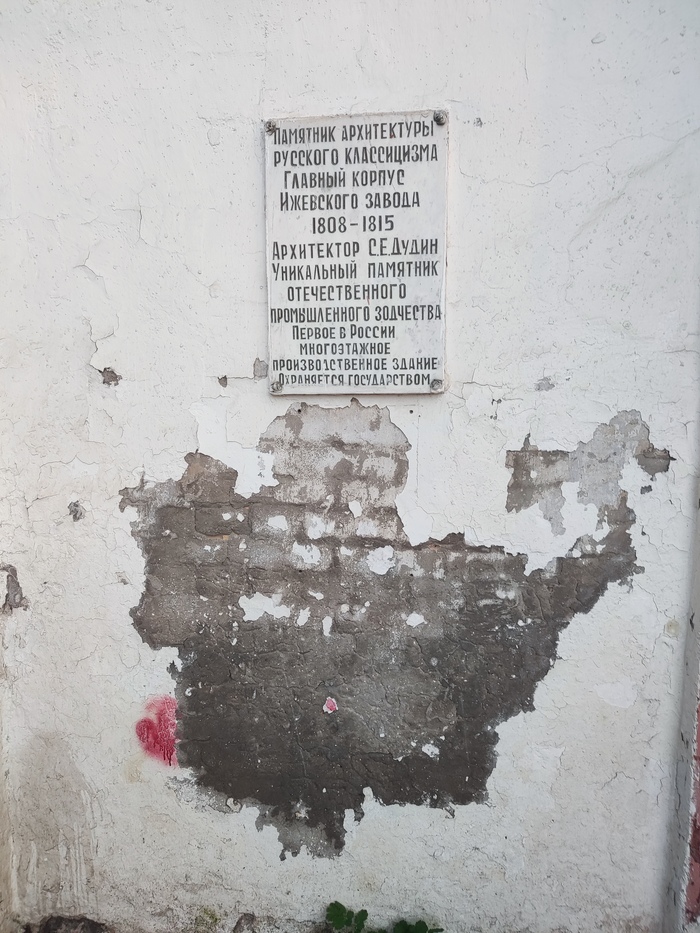 Памятник архитектуры
русского классицизма
Главный корпус
Ижевского завода
1808-1815
Архитектор С.Е.Дудин
Уникальный памятник
отечественного
промышленного зодчества
Первое в России
многоэтажное
производственное здание
Охраняется государством